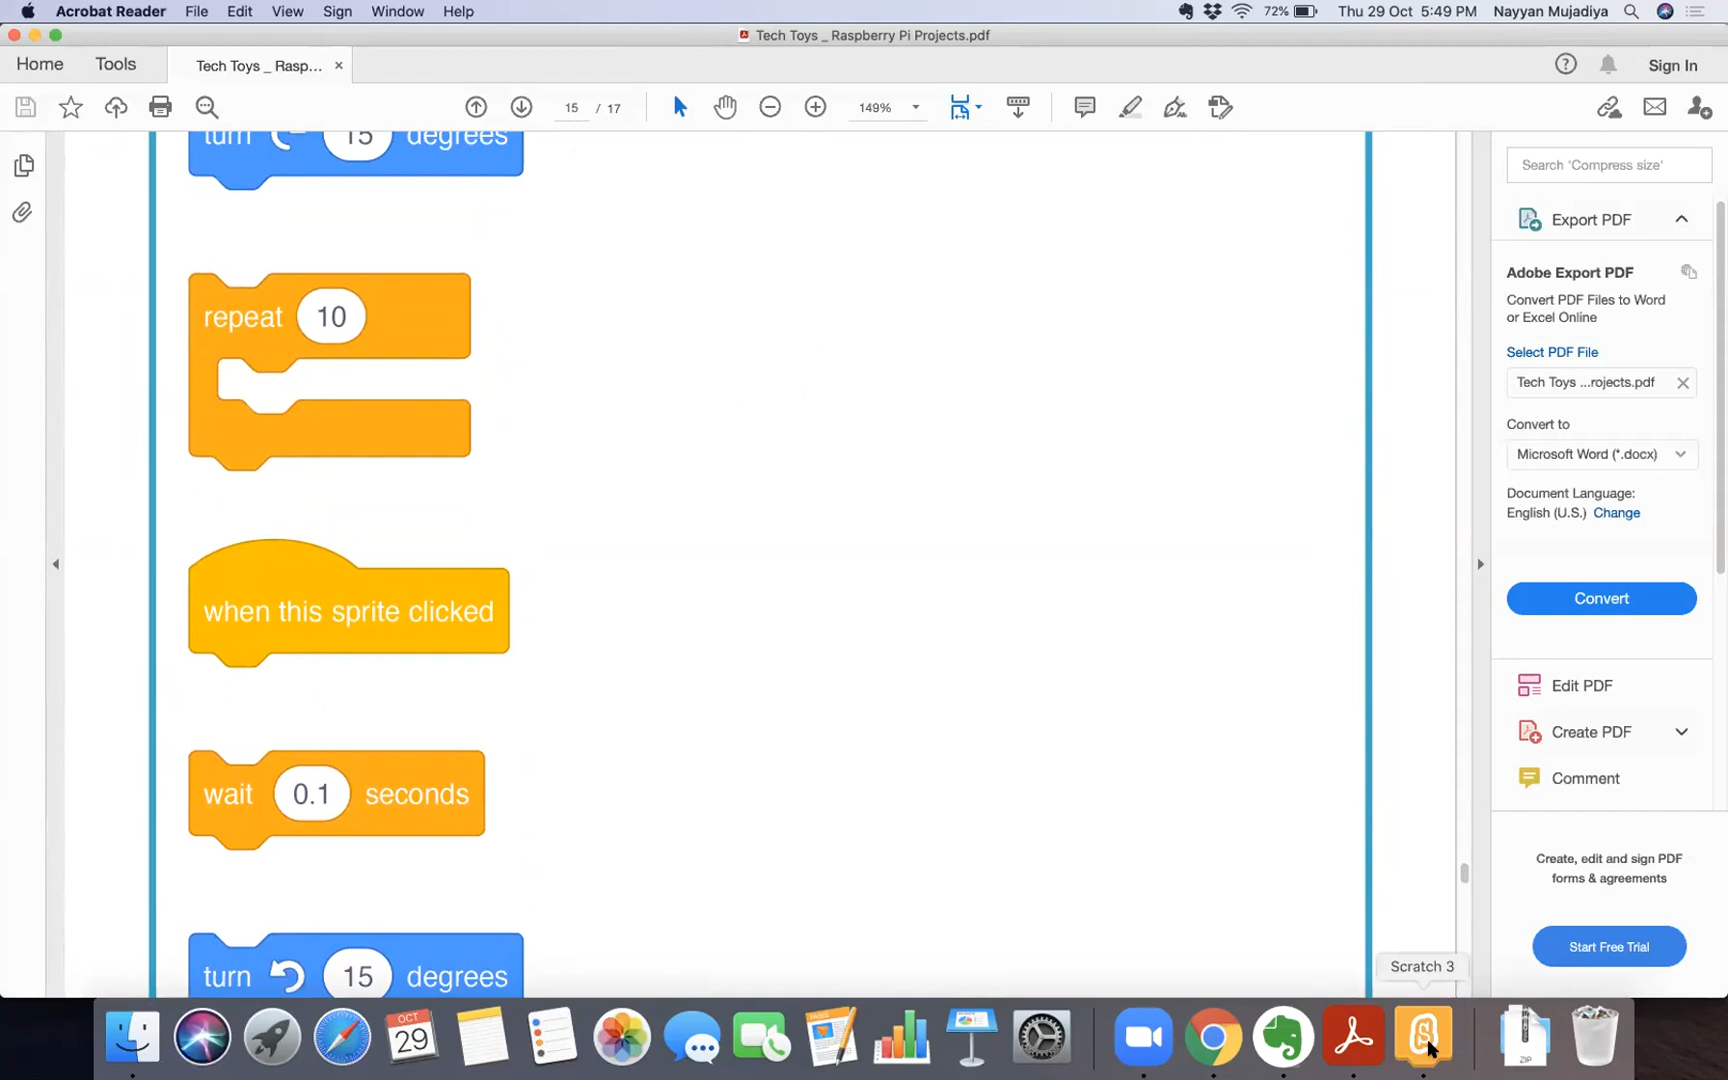 Acrobat Reader File Edit View Sign Window Help 72% Thu 29 Oct 5:49 PM Nayyan Mujadiya
Tech Toys _ Raspberry Pi Projects.pdf
Home Tools Tech Toys _ Rasp... × Sign In
15 / 17 149%
turn 15 degrees
repeat 10
when this sprite clicked
wait 0.1 seconds
turn 15 degrees
Search 'Compress size'
Export PDF
Adobe Export PDF
Convert PDF Files to Word
or Excel Online
Select PDF File
Tech Toys ...rojects.pdf
Convert to
Microsoft Word (*.docx)
Document Language:
English (U.S.) Change
Convert
Edit PDF
Create PDF
Comment
Create, edit and sign PDF
forms & agreements
Start Free Trial
Scratch 3
OCT
29
PAGES
ZIP